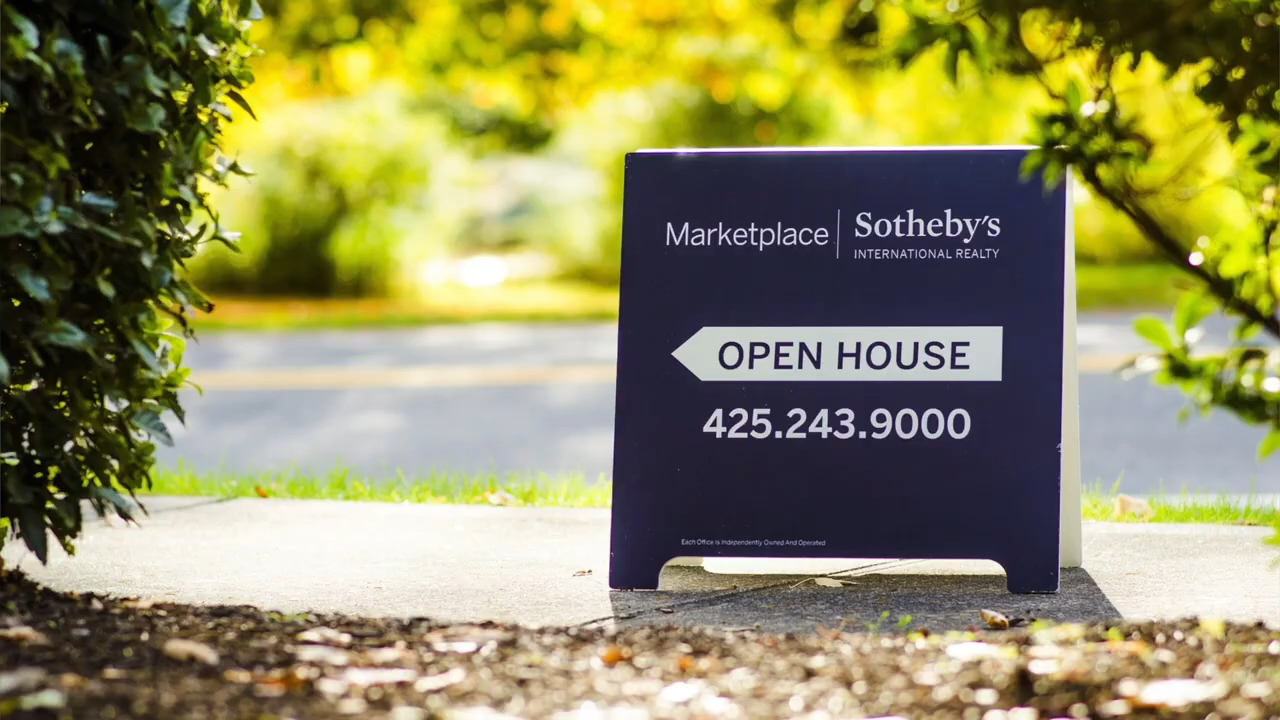 Marketplace | Sotheby's
INTERNATIONAL REALTY
OPEN HOUSE
425.243.9000
Each Office Is Independently Owned And Operated